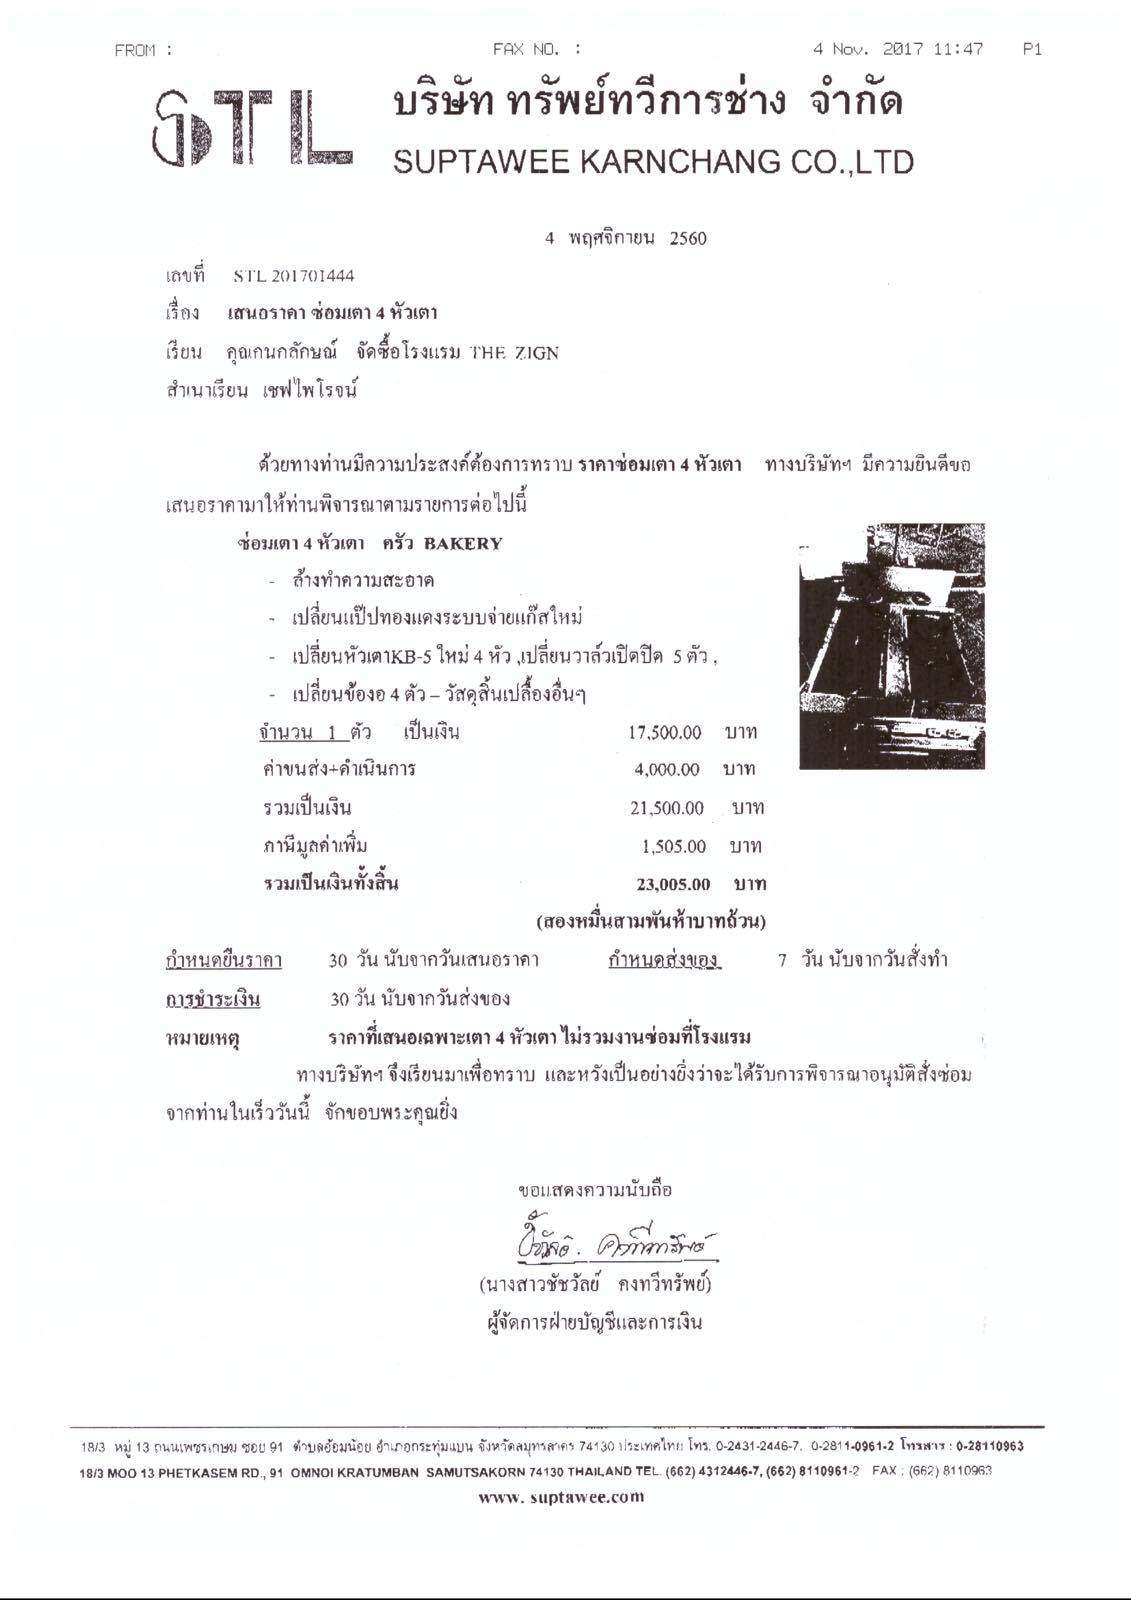 FROM : FAX NO. : 4 Nov. 2017 11:47 P1
STL
บริษัท ทรัพย์ทวีการช่าง จำกัด
SUPTAWEE KARNCHANG CO.,LTD
4 พฤศจิกายน 2560
เลขที่ STL 201701444
เรื่อง เสนอราคา ซ่อมเตา 4 หัวเตา
เรียน คุณกนกลักษณ์ จัดซื้อโรงแรม THE ZIGN
สำเนาเรียน เชฟไพโรจน์
ด้วยทางท่านมีความประสงค์ต้องการทราบ ราคาซ่อมเตา 4 หัวเตา ทางบริษัทฯ มีความยินดีขอ
เสนอราคามาให้ท่านพิจารณาตามรายการต่อไปนี้
ซ่อมเตา 4 หัวเตา ครัว BAKERY
- ล้างทำความสะอาด
- เปลี่ยนแป๊ปทองแดงระบบจ่ายแก๊สใหม่
- เปลี่ยนหัวเตาKB-5 ใหม่ 4 หัว ,เปลี่ยนวาล์วเปิดปิด 5 ตัว ,
- เปลี่ยนข้องอ 4 ตัว – วัสดุสิ้นเปลื้องอื่นๆ
จำนวน 1 ตัว เป็นเงิน 17,500.00 บาท
ค่าขนส่ง+ดำเนินการ 4,000.00 บาท
รวมเป็นเงิน 21,500.00 บาท
ภานีมูลค่าเพิ่ม 1,505.00 บาท
รวมเป็นเงินทั้งสิ้น 23,005.00 บาท
(สองหมื่นสามพันห้าบาทถ้วน)
กำหนดยืนราคา 30 วัน นับจากวันเสนอราคา กำหนดส่งของ 7 วัน นับจากวันสั่งทำ
การชำระเงิน 30 วัน นับจากวันส่งของ
หมายเหตุ ราคาที่เสนอเฉพาะเตา 4 หัวเตา ไม่รวมงานซ่อมที่โรงแรม
ทางบริษัทฯ จึงเรียนมาเพื่อทราบ และหวังเป็นอย่างยิ่งว่าจะได้รับการพิจารณาอนุมัติสั่งซ่อม
จากท่านในเร็ววันนี้ จักขอบพระคุณยิ่ง
ขอแสดงความนับถือ
(นางสาวชัชวัลย์ คงทวีทรัพย์)
ผู้จัดการฝ่ายบัญชีและการเงิน
18/3 หมู่ 13 ถนนเพชรเกษม ซอย 91 ตำบลอ้อมน้อย อำเภอกระทุ่มแบน จังหวัดสมุทรสาคร 74130 ประเทศไทย โทร. 0-2431-2446-7, 0-2811-0961-2 โทรสาร : 0-28110963
18/3 MOO 13 PHETKASEM RD., 91 OMNOI KRATUMBAN SAMUTSAKORN 74130 THAILAND TEL. (662) 4312446-7, (662) 8110961-2 FAX : (662) 8110963
www. suptawee.com